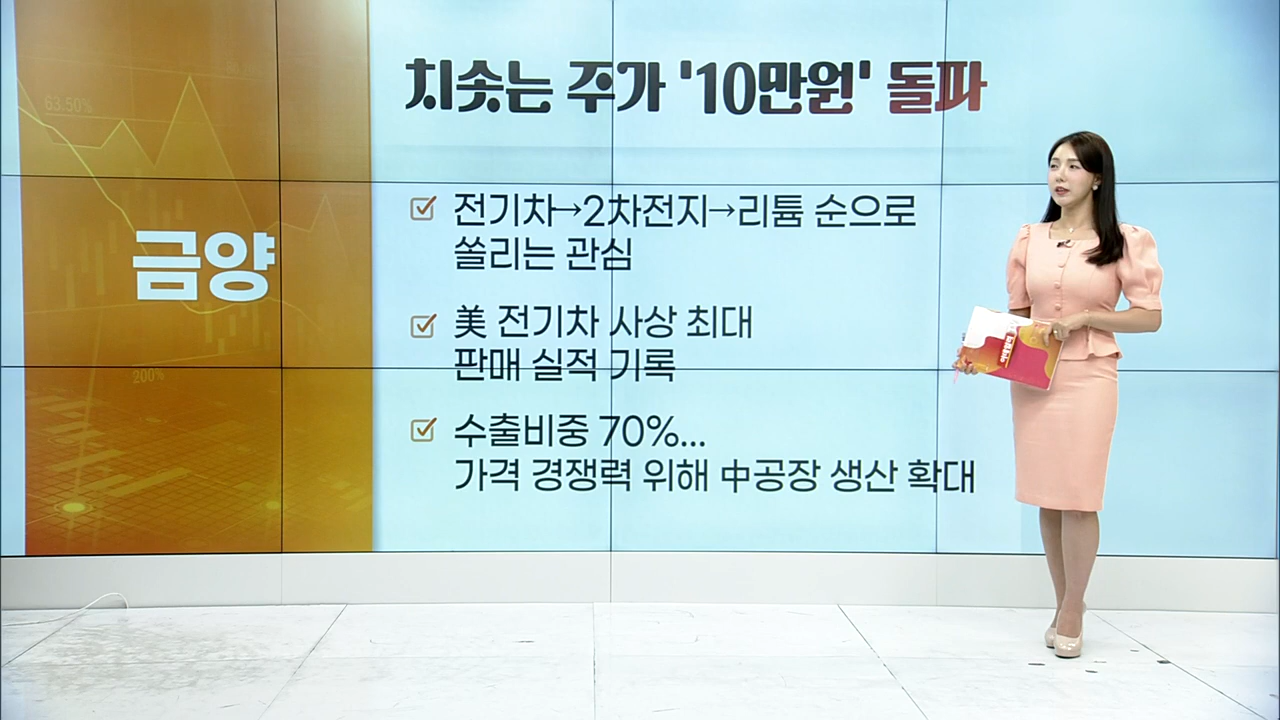 치솟는 주가 '10만원' 돌파
63.50%
금양
200%
전기차→2차전지→리튬 순으로
쏠리는 관심
美 전기차 사상 최대
판매 실적 기록
수출비중 70%...
가격 경쟁력 위해 中공장 생산 확대